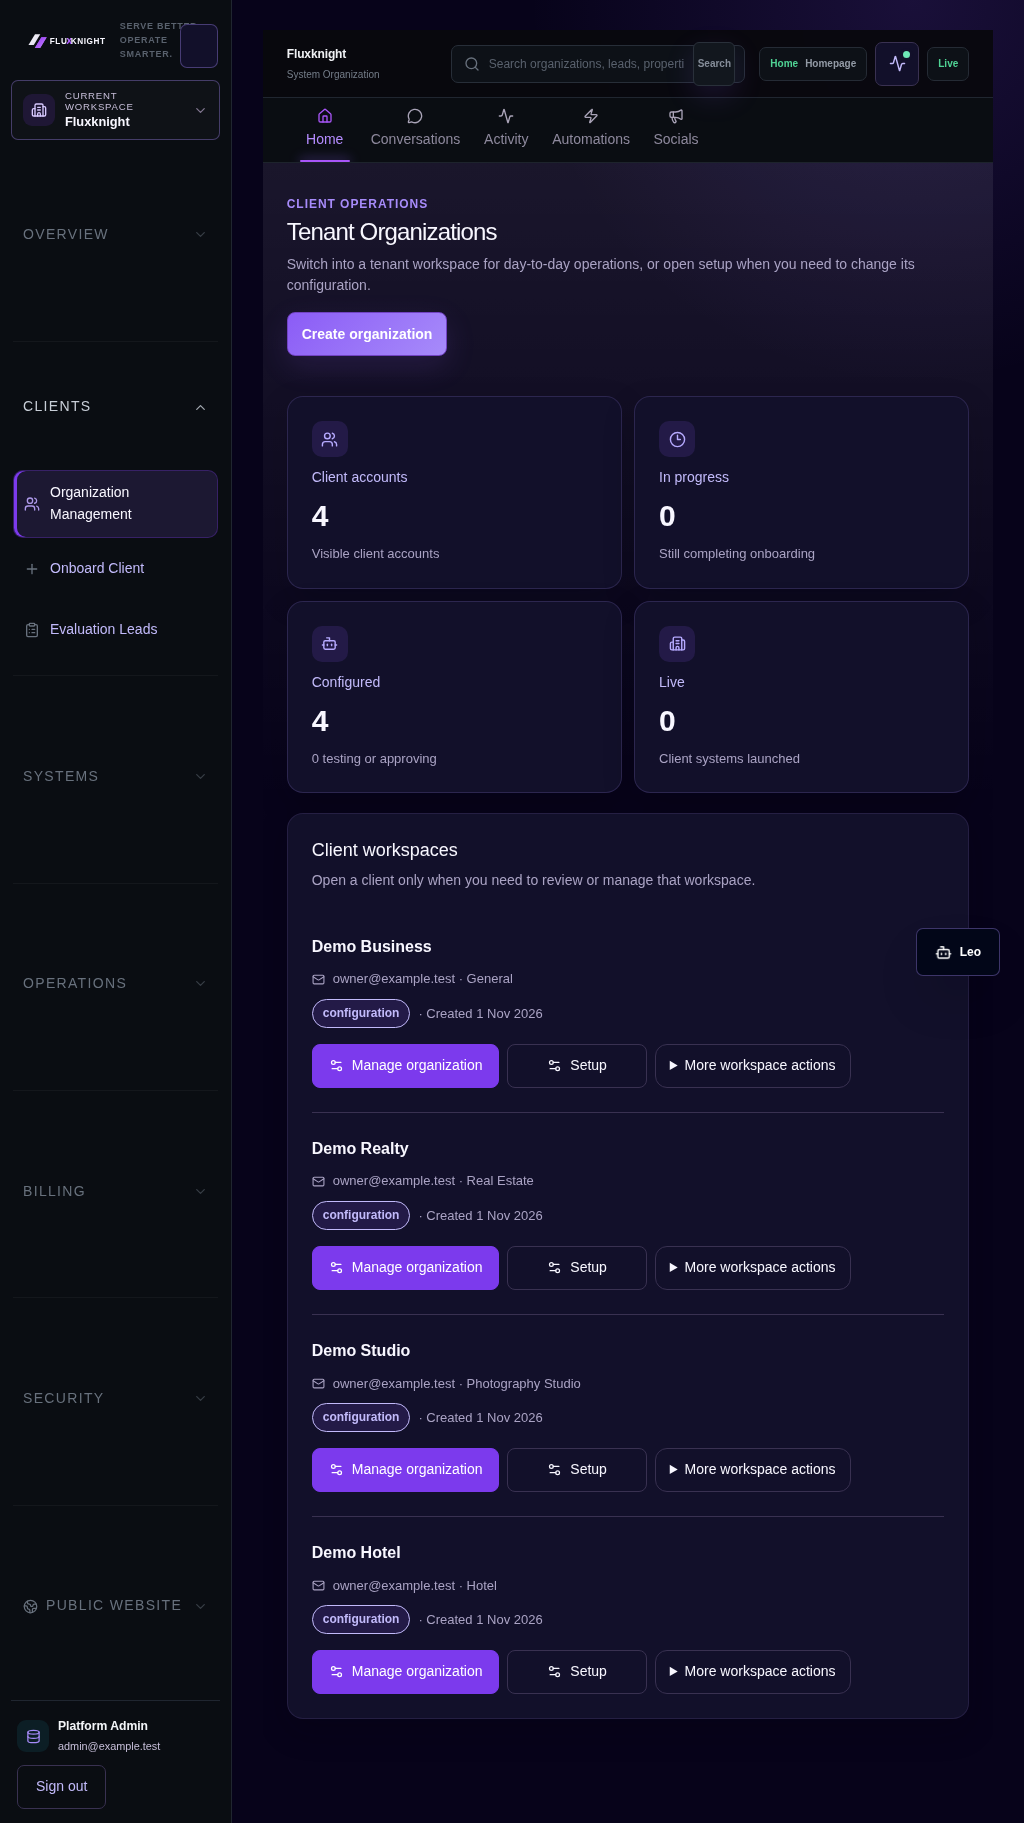 FLUXKNIGHT
SERVE BETTER
OPERATE
SMARTER.
CURRENT
WORKSPACE
Fluxknight
OVERVIEW
CLIENTS
Organization
Management
Onboard Client
Evaluation Leads
SYSTEMS
OPERATIONS
BILLING
SECURITY
PUBLIC WEBSITE
Platform Admin
admin@example.test
Sign out
Fluxknight
System Organization
Search organizations, leads, properti
Search
Home Homepage
Live
Home
Conversations
Activity
Automations
Socials
CLIENT OPERATIONS
Tenant Organizations
Switch into a tenant workspace for day-to-day operations, or open setup when you need to change its
configuration.
Create organization
Client accounts
4
Visible client accounts
In progress
0
Still completing onboarding
Configured
4
0 testing or approving
Live
0
Client systems launched
Client workspaces
Open a client only when you need to review or manage that workspace.
Demo Business
owner@example.test · General
configuration · Created 1 Nov 2026
Manage organization Setup More workspace actions
Leo
Demo Realty
owner@example.test · Real Estate
configuration · Created 1 Nov 2026
Manage organization Setup More workspace actions
Demo Studio
owner@example.test · Photography Studio
configuration · Created 1 Nov 2026
Manage organization Setup More workspace actions
Demo Hotel
owner@example.test · Hotel
configuration · Created 1 Nov 2026
Manage organization Setup More workspace actions